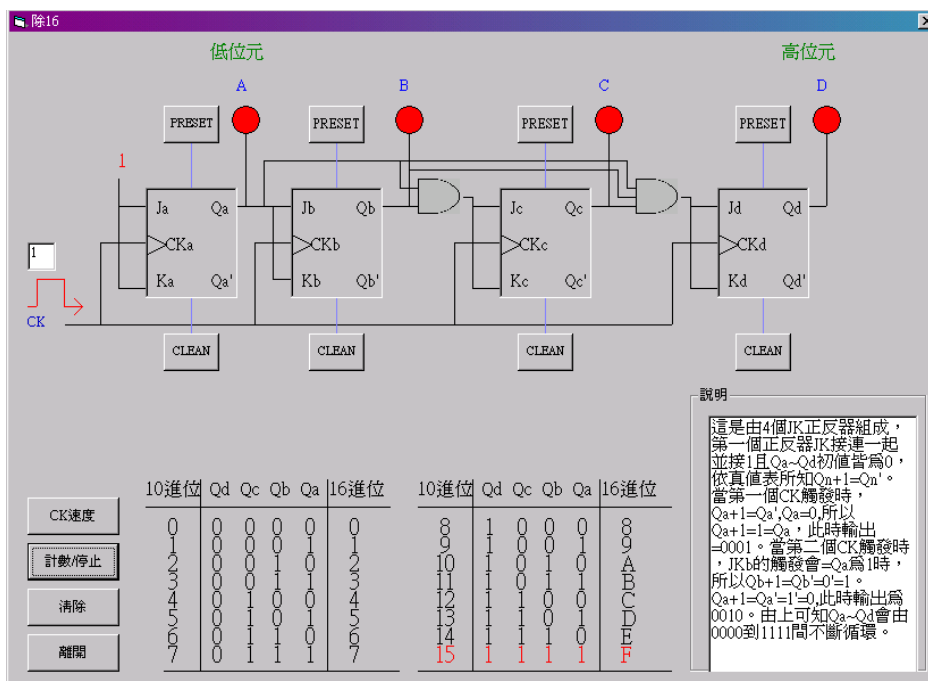 除16
低位元
高位元
A
B
C
D
PRESET
PRESET
PRESET
PRESET
1
Ja Qa
CKa
Ka Qa'
Jb Qb
CKb
Kb Qb'
Jc Qc
CKc
Kc Qc'
Jd Qd
CKd
Kd Qd'
1
CK
CLEAN
CLEAN
CLEAN
CLEAN
CK速度
計數/停止
清除
離開
10進位 Qd Qc Qb Qa 16進位
0 0 0 0 0 0
1 0 0 0 1 1
2 0 0 1 0 2
3 0 0 1 1 3
4 0 1 0 0 4
5 0 1 0 1 5
6 0 1 1 0 6
7 0 1 1 1 7
10進位 Qd Qc Qb Qa 16進位
8 1 0 0 0 8
9 1 0 0 1 9
10 1 0 1 0 A
11 1 0 1 1 B
12 1 1 0 0 C
13 1 1 0 1 D
14 1 1 1 0 E
15 1 1 1 1 F
說明
這是由4個JK正反器組成，
第一個正反器JK接連一起
並接1且Qa~Qd初值皆為0，
依真值表所知Qn+1=Qn'。
當第一個CK觸發時，
Qa+1=Qa',Qa=0,所以
Qa+1=1=Qa，此時輸出
=0001。當第二個CK觸發時
，JKb的觸發會=Qa為1時，
所以Qb+1=Qb'=0'=1。
Qa+1=Qa'=1'=0,此時輸出為
0010。由上可知Qa~Qd會由
0000到1111間不斷循環。